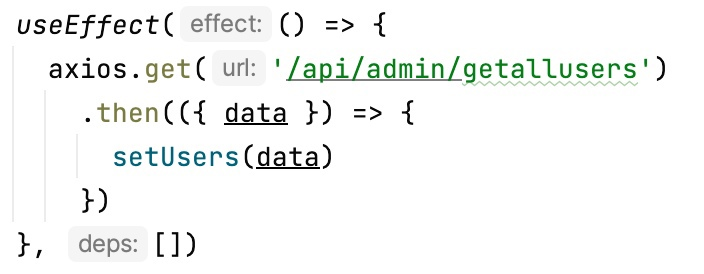 useEffect( effect: () => {
axios.get( url: '/api/admin/getallusers')
.then(({ data }) => {
setUsers(data)
})
}, deps: [])